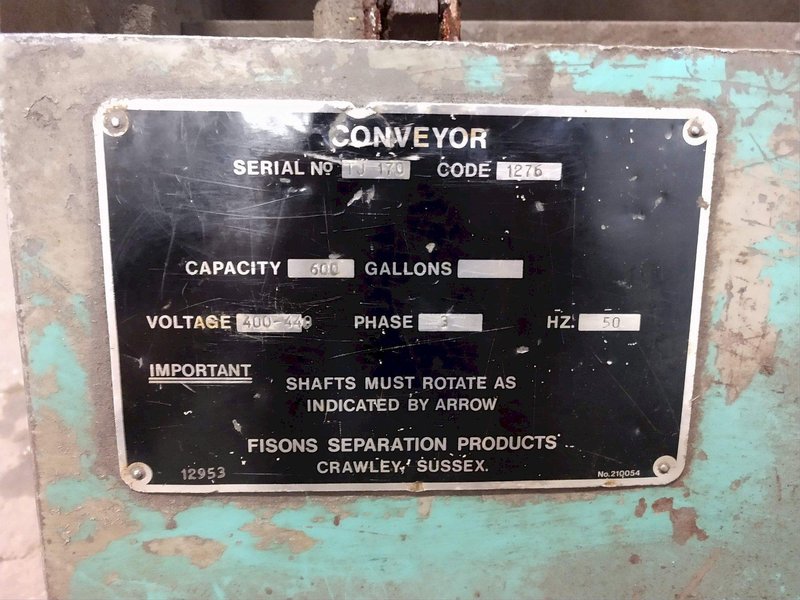 CONVEYOR
SERIAL Nº TJ 170 CODE 1276
CAPACITY 600 GALLONS
VOLTAGE 400-440 PHASE 3 HZ. 50
IMPORTANT
SHAFTS MUST ROTATE AS
INDICATED BY ARROW
FISONS SEPARATION PRODUCTS
CRAWLEY, SUSSEX.
12953 No.210054